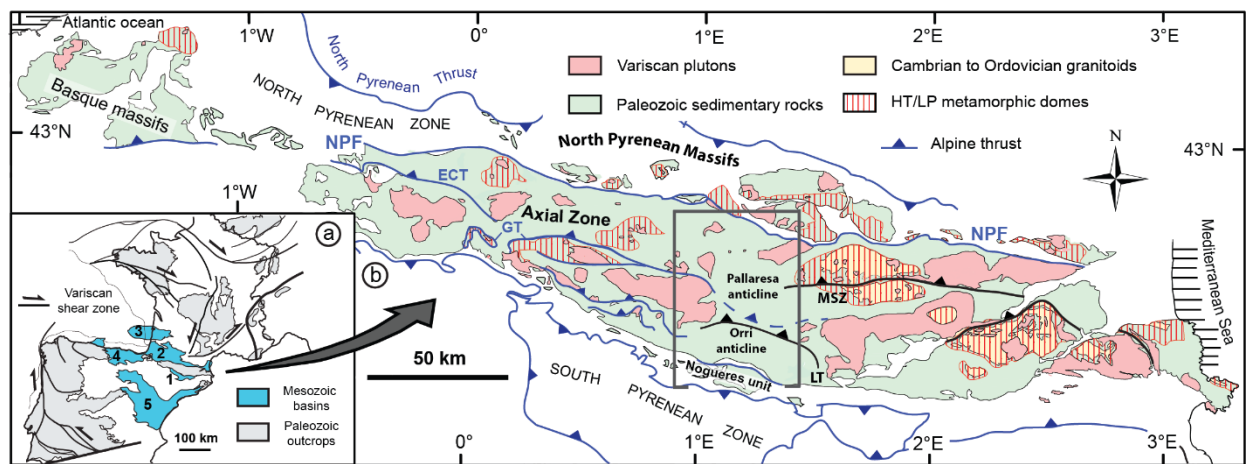 Atlantic ocean
1°W
0°
1°E
2°E
3°E
North Pyrenean Thrust
Variscan plutons
Cambrian to Ordovician granitoids
Paleozoic sedimentary rocks
HT/LP metamorphic domes
Basque massifs
NORTH
PYRENEAN ZONE
43°N
43°N
Alpine thrust
N
NPF
North Pyrenean Massifs
ECT
Axial Zone
GT
NPF
1°W
Mediterranean Sea
a
b
Pallaresa
anticline
MSZ
Variscan
shear zone
Orri
anticline
50 km
Nogueres unit
LT
3
4
2
1
5
Mesozoic
basins
Paleozoic
outcrops
100 km
SOUTH PYRENEAN ZONE
0°
1°E
2°E
3°E